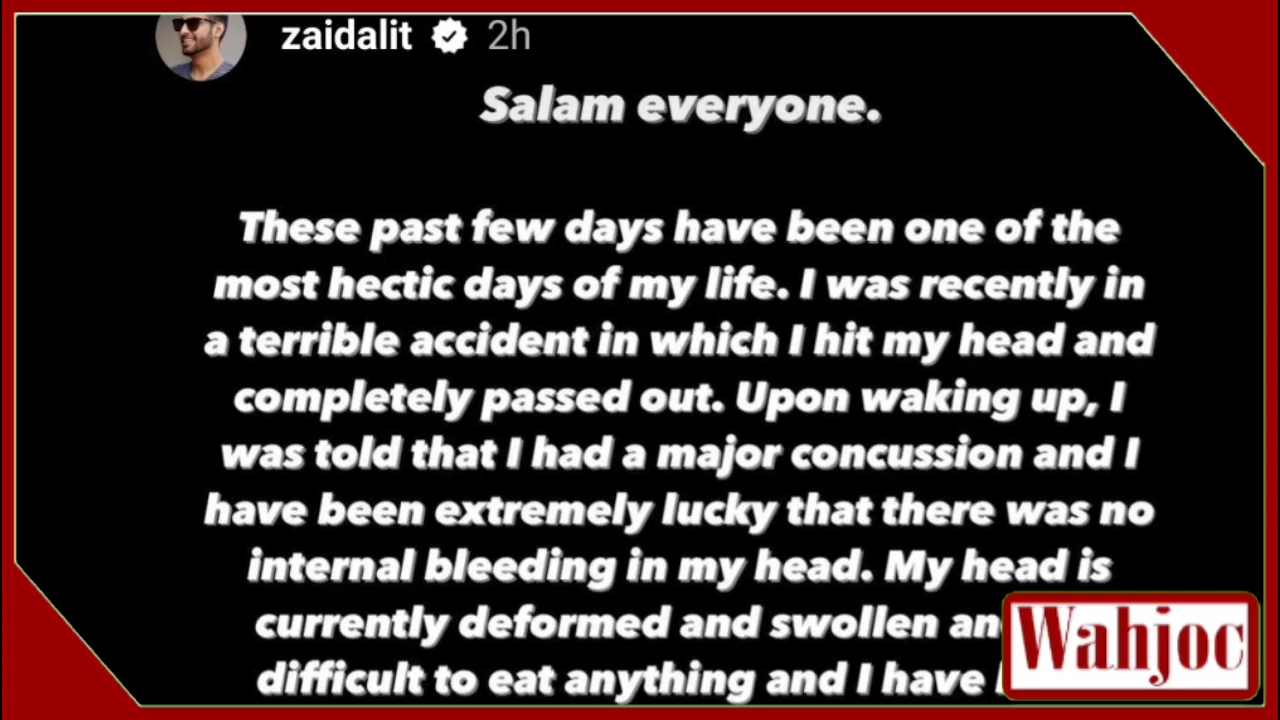 zaidalit 2h
Salam everyone.
These past few days have been one of the
most hectic days of my life. I was recently in
a terrible accident in which I hit my head and
completely passed out. Upon waking up, I
was told that I had a major concussion and I
have been extremely lucky that there was no
internal bleeding in my head. My head is
currently deformed and swollen an
difficult to eat anything and I have
Wahjoc